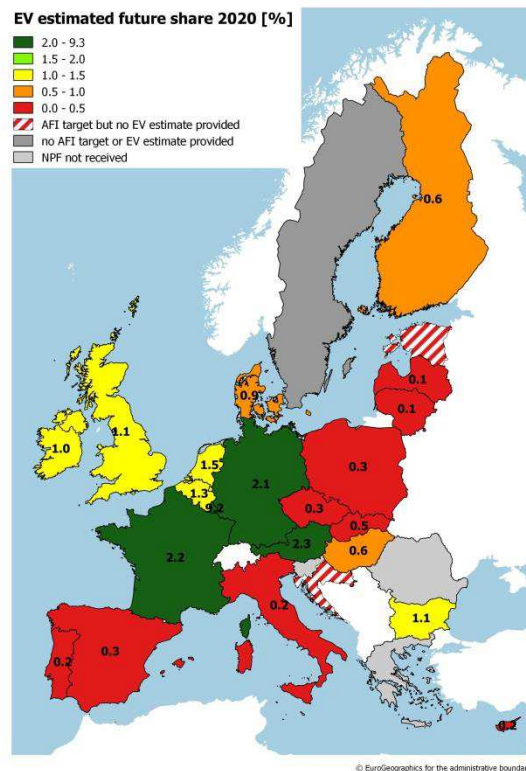 EV estimated future share 2020 [%]
2.0 - 9.3
1.5 - 2.0
1.0 - 1.5
0.5 - 1.0
0.0 - 0.5
AFI target but no EV estimate provided
no AFI target or EV estimate provided
NPF not received
0.6
0.1
0.9
0.1
1.1
1.0
1.5
0.3
2.1
1.3
9.2
0.3
0.5
2.3
0.6
2.2
0.2
1.1
0.3
0.2
0.2
© EuroGeographics for the administrative boundar